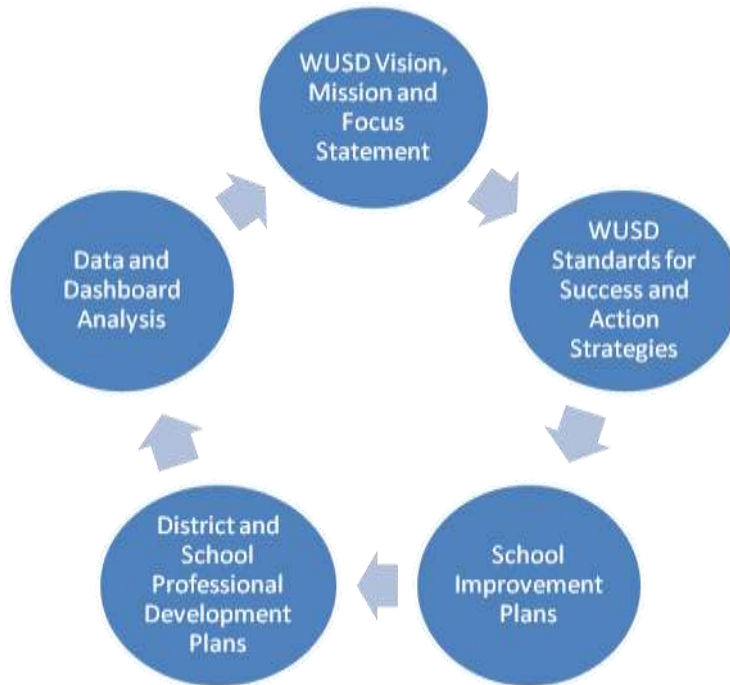 WUSD Vision,
Mission and
Focus
Statement
WUSD
Standards for
Success and
Action
Strategies
School
Improvement
Plans
District and
School
Professional
Development
Plans
Data and
Dashboard
Analysis